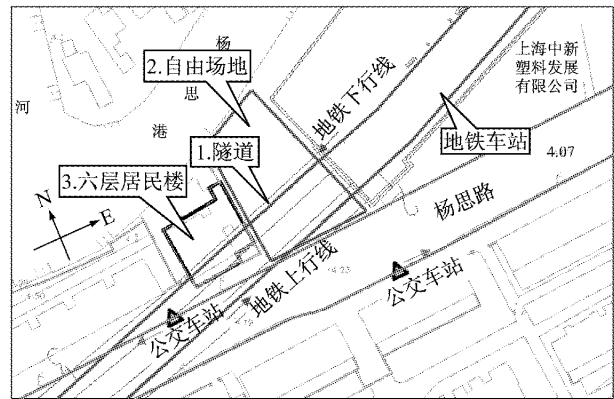 杨
思
港
河
2.自由场地
地铁下行线
上海中新
塑料发展
有限公司
1.隧道
地铁车站
4.07
3.六层居民楼
N
E
杨思路
地铁上行线
4.23
公交车站
公交车站